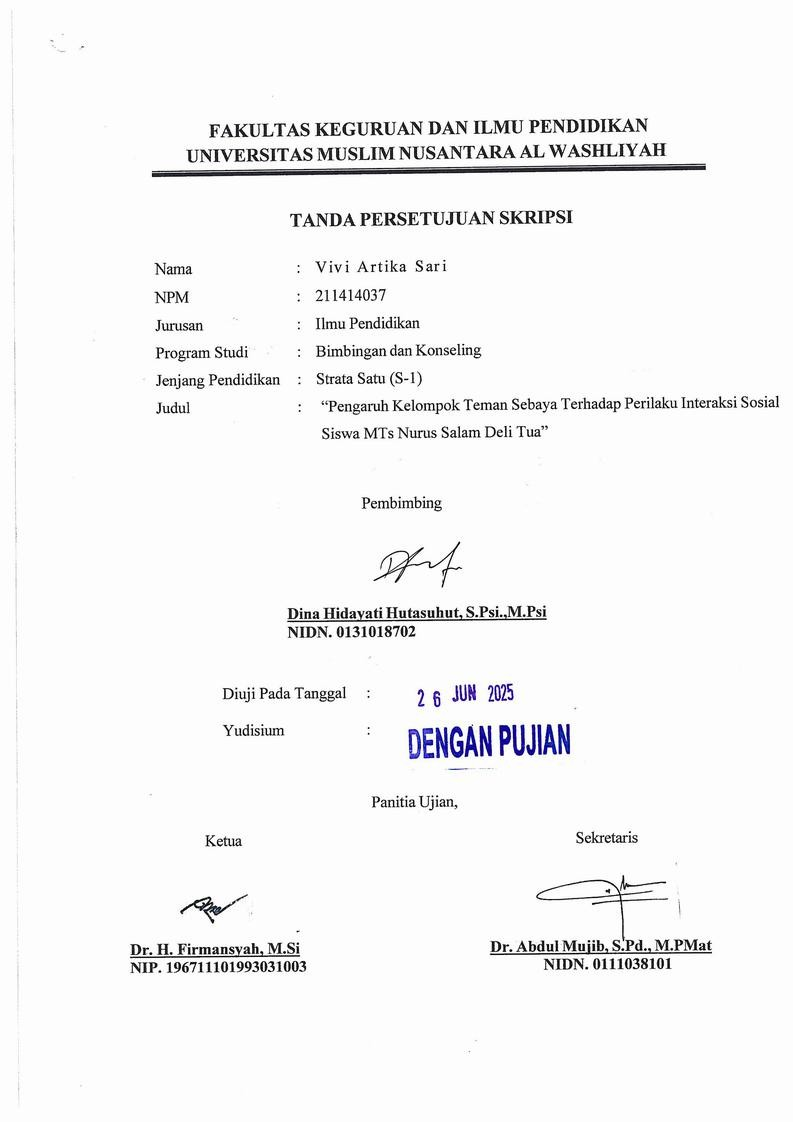 FAKULTAS KEGURUAN DAN ILMU PENDIDIKAN
UNIVERSITAS MUSLIM NUSANTARA AL WASHLIYAH
TANDA PERSETUJUAN SKRIPSI
Nama : Vivi Artika Sari
NPM : 211414037
Jurusan : Ilmu Pendidikan
Program Studi : Bimbingan dan Konseling
Jenjang Pendidikan : Strata Satu (S-1)
Judul : “Pengaruh Kelompok Teman Sebaya Terhadap Perilaku Interaksi Sosial
Siswa MTs Nurus Salam Deli Tua”
Pembimbing
Dina Hidayati Hutasuhut, S.Psi.,M.Psi
NIDN. 0131018702
Diuji Pada Tanggal : 26 JUN 2025
Yudisium : DENGAN PUJIAN
Panitia Ujian,
Ketua Sekretaris
Dr. H. Firmansyah, M.Si Dr. Abdul Mujib, S.Pd., M.PMat
NIP. 196711101993031003 NIDN. 0111038101